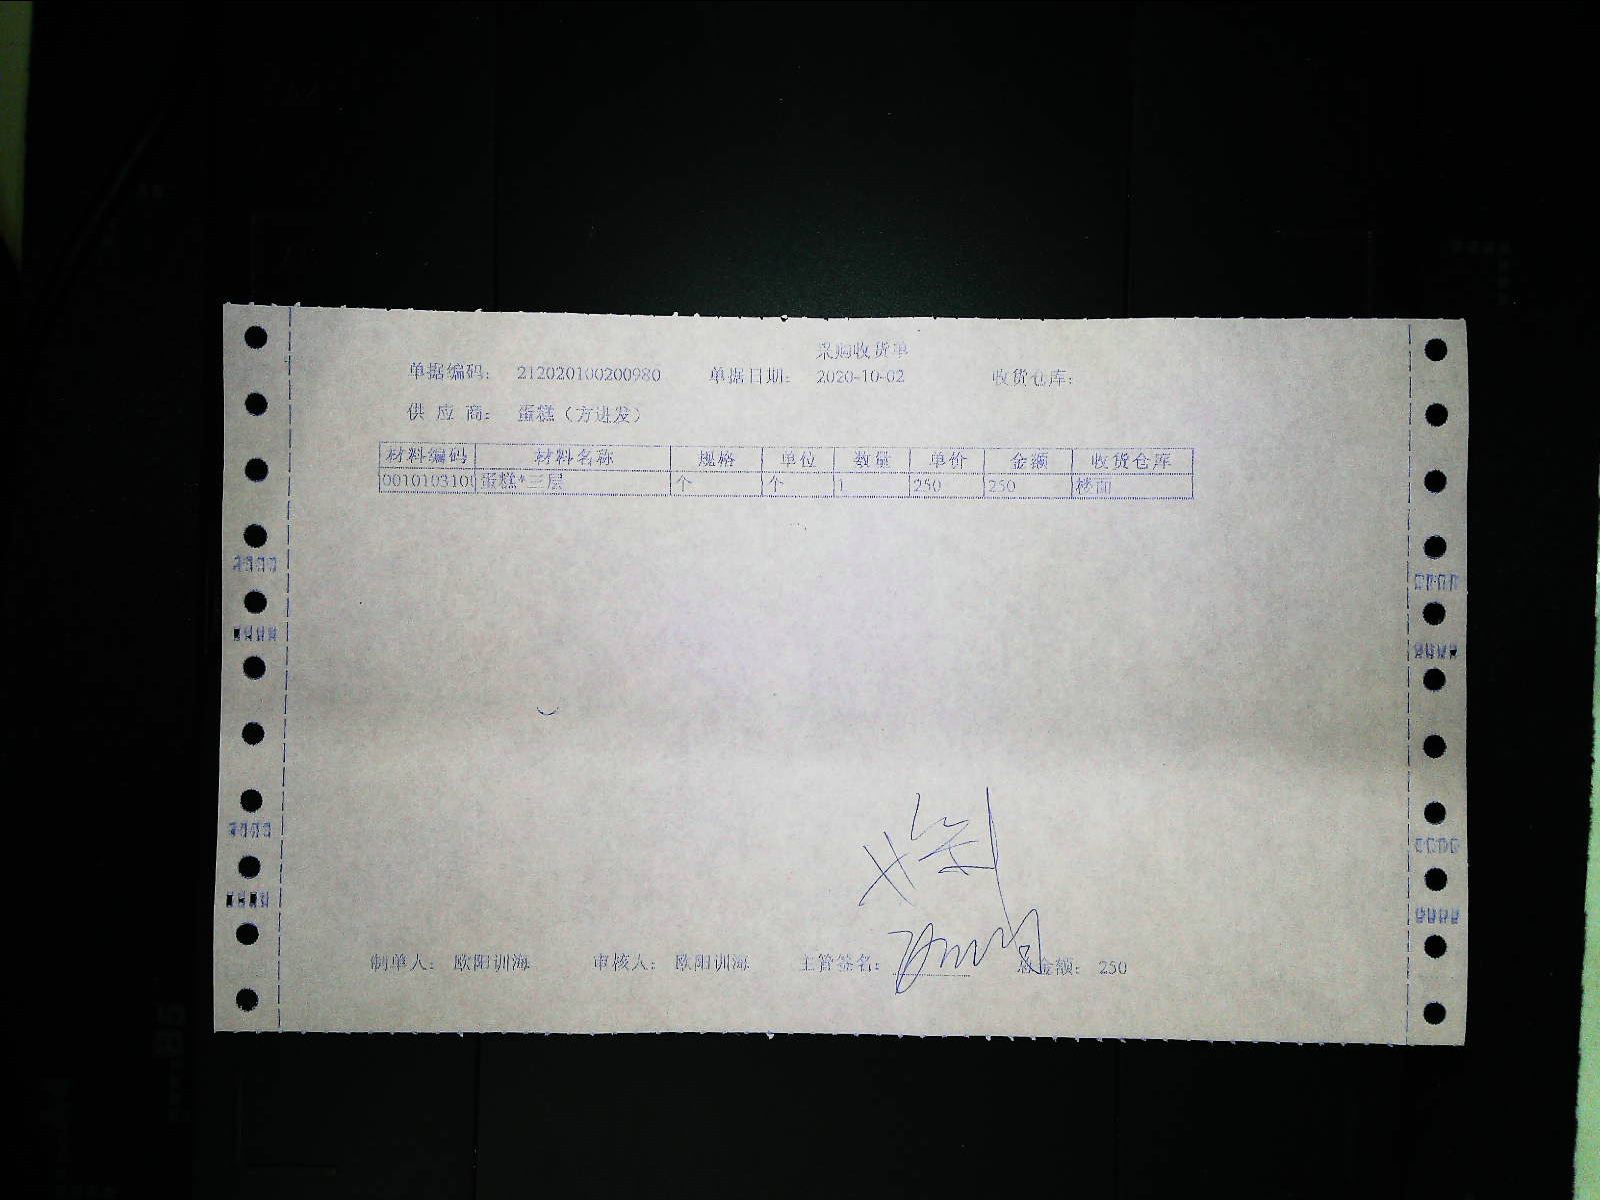 采购收货单
单据编码： 212020100200980 单据日期： 2020-10-02 收货仓库：
供 应 商： 蛋糕（方进发）
材料编码 材料名称 规格 单位 数量 单价 金额 收货仓库
0010103101 蛋糕*三层 个 个 1 250 250 楼面
制单人： 欧阳训海 审核人： 欧阳训海 主管签名： 总金额： 250